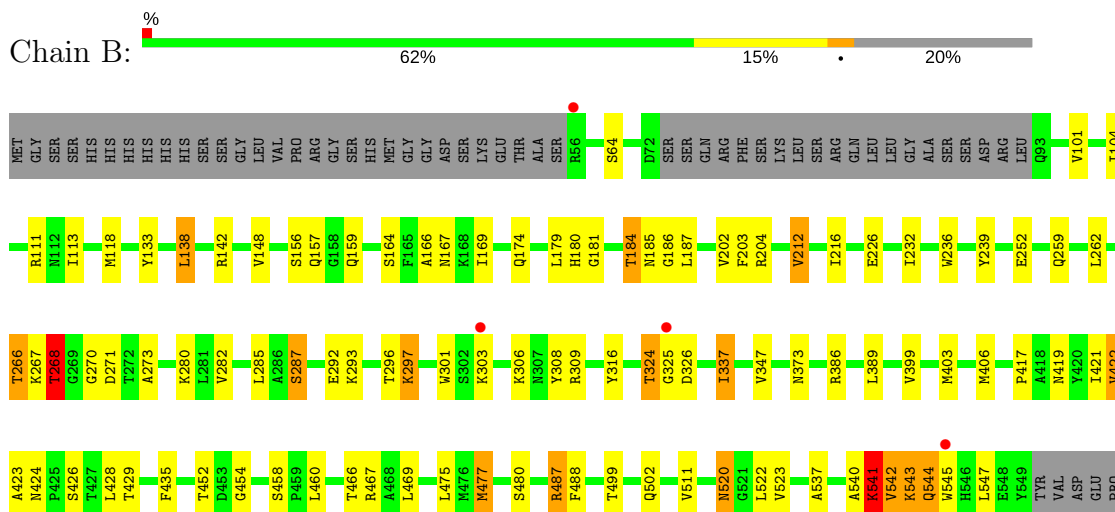 %
Chain B:
62% 15% • 20%
MET GLY SER SER HIS HIS HIS HIS HIS HIS SER SER GLY LEU VAL PRO ARG GLY SER HIS MET GLY GLY ASP SER LYS GLU THR ALA SER R56 S64 D72 SER SER GLN ARG PHE SER LYS LEU SER ARG GLN LEU LEU GLY ALA SER SER ASP ARG LEU Q93 V101 I104
R111 N112 I113 M118 Y133 L138 R142 V148 S156 Q157 G158 Q159 S164 F165 A166 N167 K168 I169 Q174 L179 H180 G181 T184 N185 G186 L187 V202 F203 R204 V212 I216 E226 I232 W236 Y239 E252 Q259 L262
T266 K267 T268 G269 G270 D271 T272 A273 K280 L281 V282 L285 A286 S287 E292 K293 T296 K297 W301 S302 K303 K306 N307 Y308 R309 Y316 T324 G325 D326 I337 V347 N373 R386 L389 V399 M403 M406 P417 A418 N419 Y420 I421 V422
A423 N424 P425 S426 T427 L428 T429 F435 T452 D453 G454 S458 P459 L460 T466 R467 A468 L469 L475 M476 M477 S480 R487 F488 T499 Q502 V511 N520 G521 L522 V523 A537 A540 K541 V542 K543 Q544 W545 H546 L547 E548 Y549 TYR VAL ASP GLU PRO